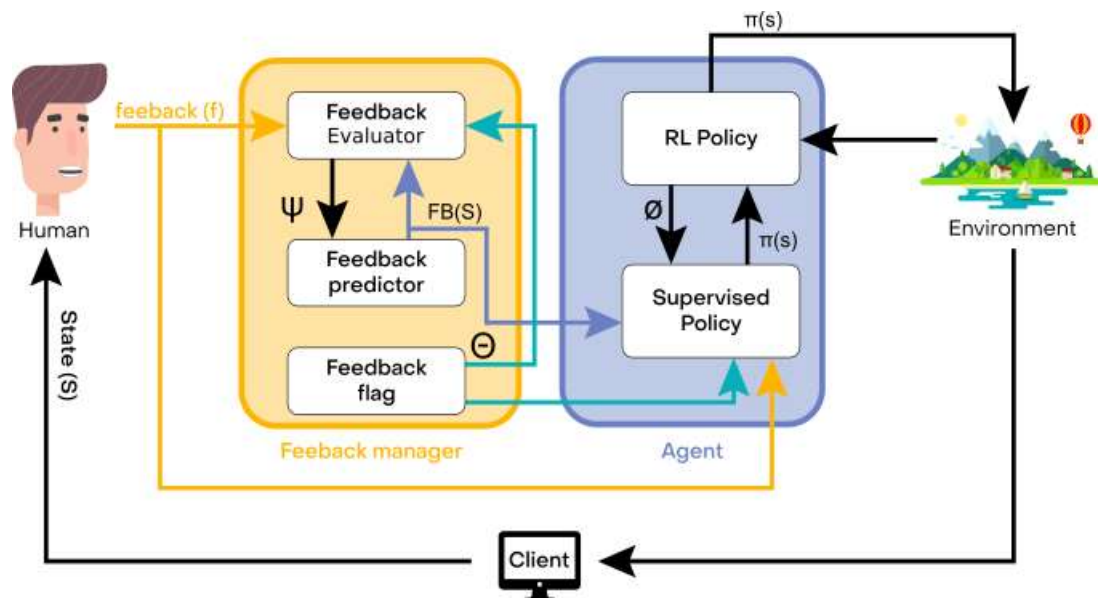 π(s)
feeback (f)
Feedback
Evaluator
RL Policy
Ψ
FB(S)
Ø
π(s)
Human
Environment
Feedback
predictor
Supervised
Policy
State (S)
Θ
Feedback
flag
Feeback manager
Agent
Client